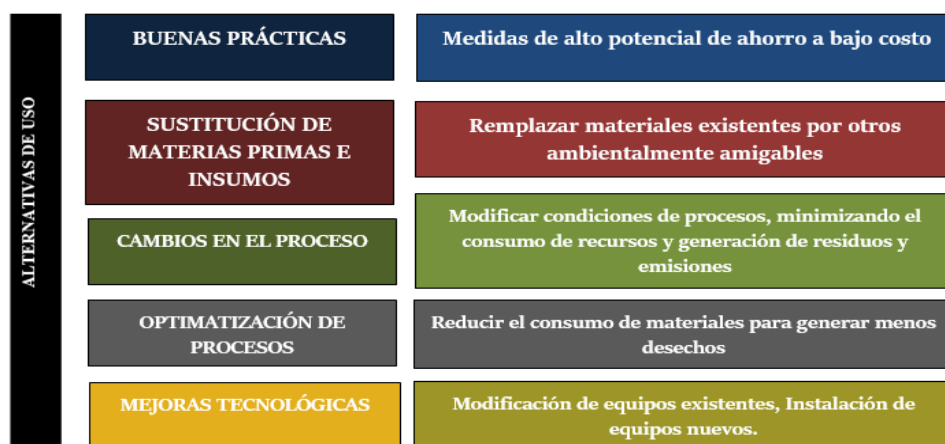 ALTERNATIVAS DE USO
BUENAS PRÁCTICAS
Medidas de alto potencial de ahorro a bajo costo
SUSTITUCIÓN DE
MATERIAS PRIMAS E
INSUMOS
Remplazar materiales existentes por otros
ambientalmente amigables
CAMBIOS EN EL PROCESO
Modificar condiciones de procesos, minimizando el
consumo de recursos y generación de residuos y
emisiones
OPTIMATIZACIÓN DE
PROCESOS
Reducir el consumo de materiales para generar menos
desechos
MEJORAS TECNOLÓGICAS
Modificación de equipos existentes, Instalación de
equipos nuevos.